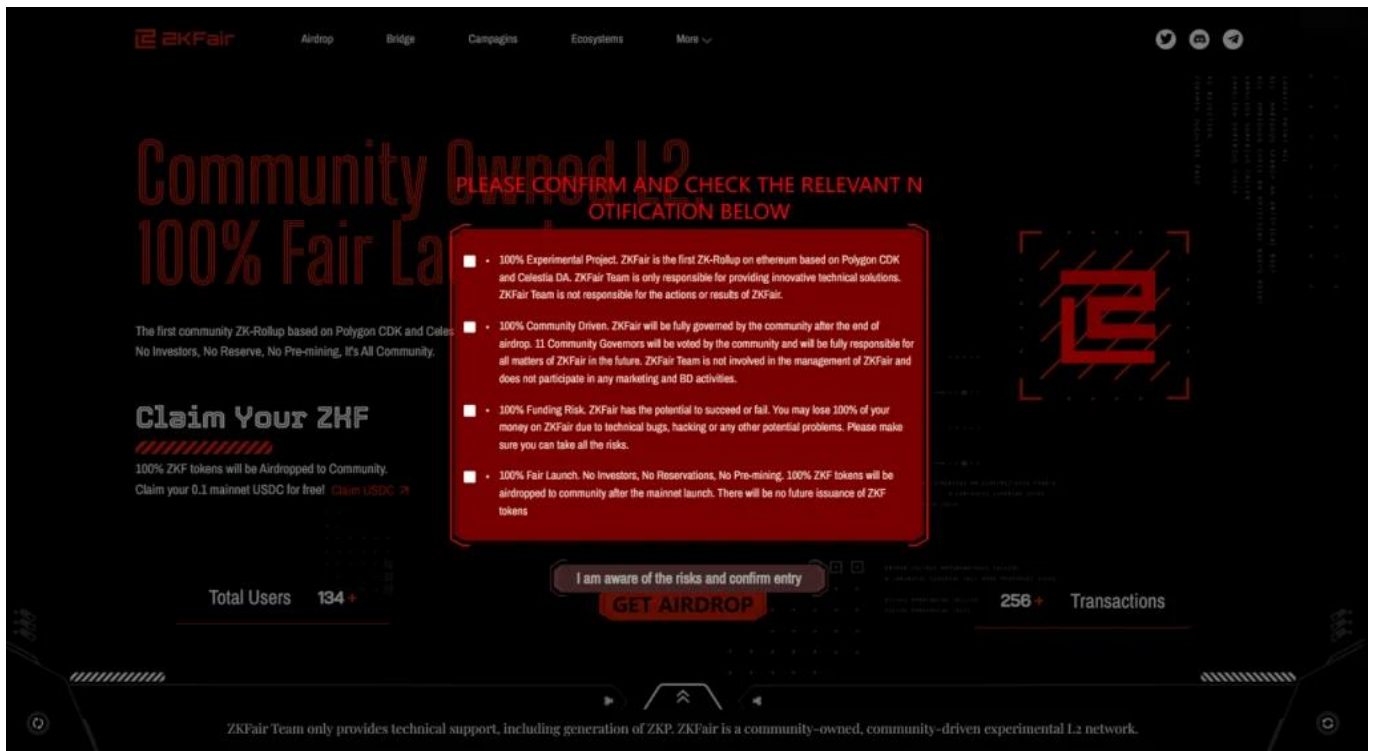 ZKFair
Airdrop
Bridge
Campagins
Ecosystems
More
Community Owned L2.
100% Fair La
PLEASE CONFIRM AND CHECK THE RELEVANT N
OTIFICATION BELOW
100% Experimental Project. ZKFair is the first ZK-Rollup on ethereum based on Polygon CDK
and Celestia DA. ZKFair Team is only responsible for providing innovative technical solutions.
ZKFair Team is not responsible for the actions or results of ZKFair.
100% Community Driven. ZKFair will be fully governed by the community after the end of
airdrop. 11 Community Governors will be voted by the community and will be fully responsible for
all matters of ZKFair in the future. ZKFair Team is not involved in the management of ZKFair and
does not participate in any marketing and BD activities.
100% Funding Risk. ZKFair has the potential to succeed or fail. You may lose 100% of your
money on ZKFair due to technical bugs, hacking or any other potential problems. Please make
sure you can take all the risks.
100% Fair Launch. No Investors, No Reservations, No Pre-mining. 100% ZKF tokens will be
airdropped to community after the mainnet launch. There will be no future issuance of ZKF
tokens
The first community ZK-Rollup based on Polygon CDK and Celes
No Investors, No Reserve, No Pre-mining, It's All Community.
Claim Your ZKF
100% ZKF tokens will be Airdropped to Community.
Claim your 0.1 mainnet USDC for free! Claim USDC
I am aware of the risks and confirm entry
GET AIRDROP
Total Users 134+
256+ Transactions
ZKFair Team only provides technical support, including generation of ZKP. ZKFair is a community-owned, community-driven experimental L2 network.